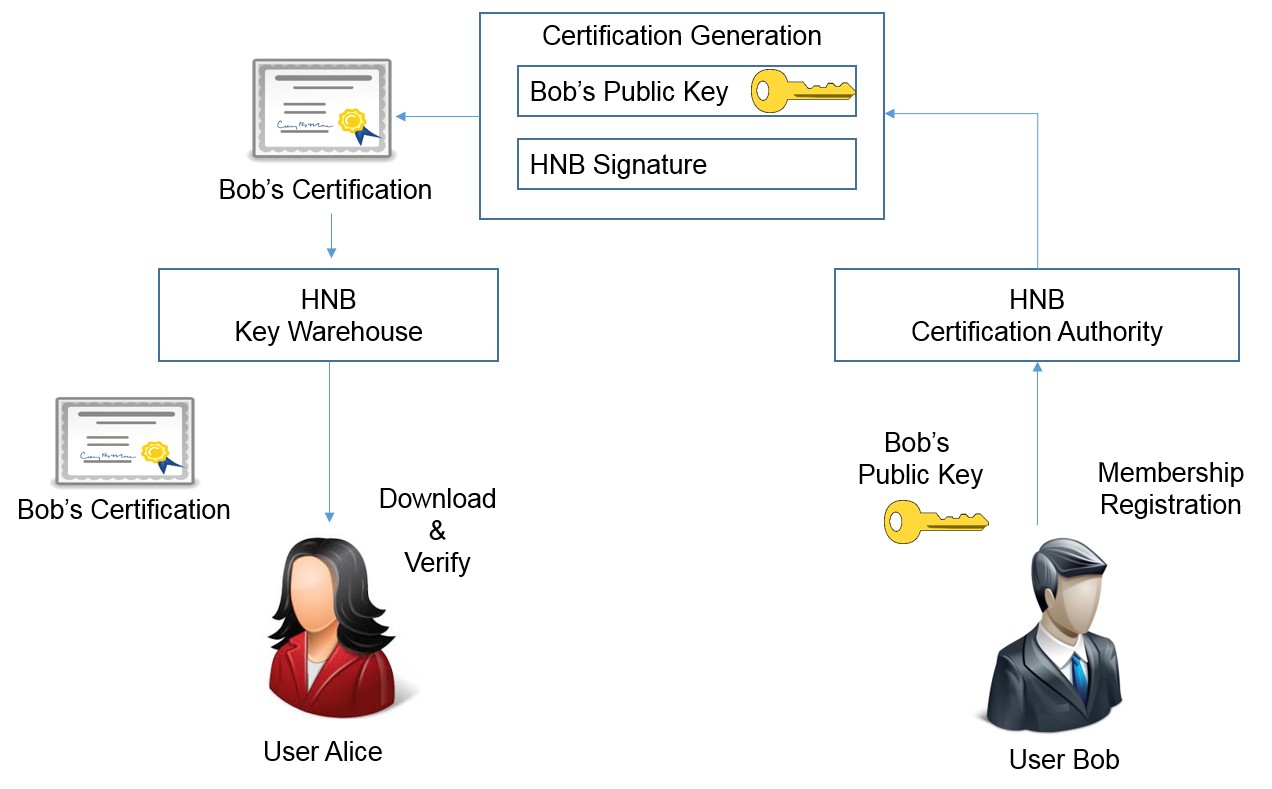 Certification Generation
Bob's Public Key
HNB Signature
Bob's Certification
HNB
Key Warehouse
HNB
Certification Authority
Bob's Certification
Download
&
Verify
Bob's
Public Key
Membership
Registration
User Alice
User Bob